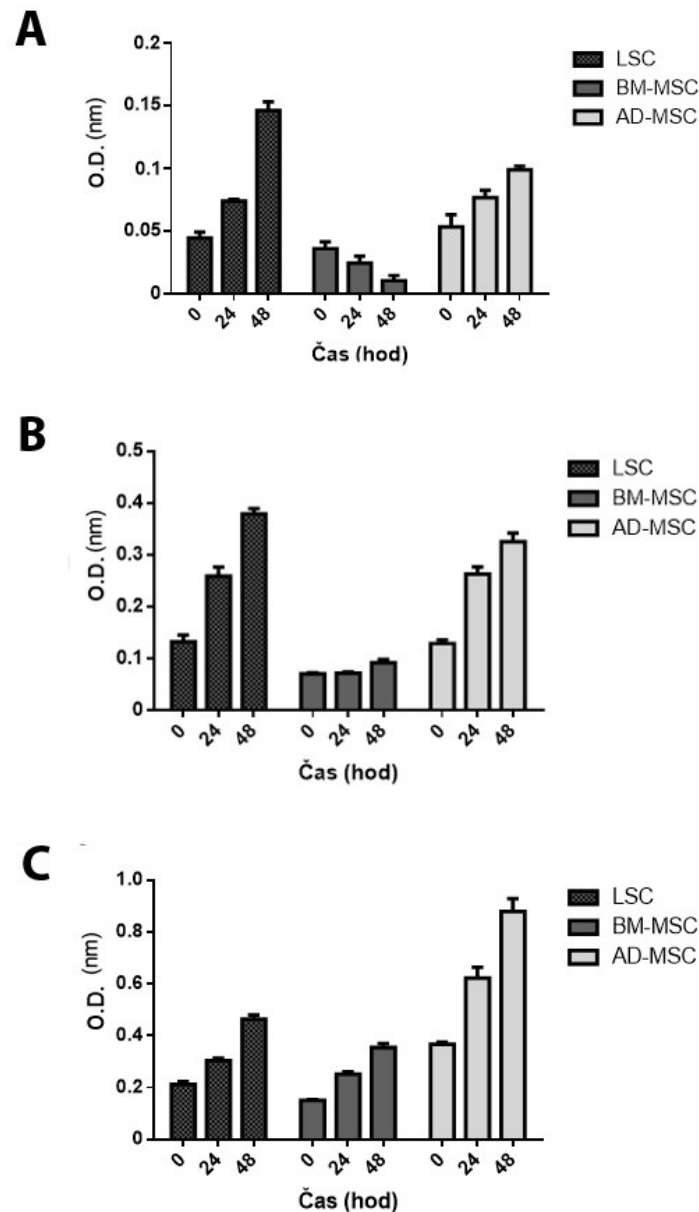 A
0.2
0.15
0.1
0.05
0
O.D. (nm)
0 24 48 0 24 48 0 24 48
Čas (hod)
LSC
BM-MSC
AD-MSC
B
0.5
0.4
0.3
0.2
0.1
0
O.D. (nm)
0 24 48 0 24 48 0 24 48
Čas (hod)
LSC
BM-MSC
AD-MSC
C
1.0
0.8
0.6
0.4
0.2
0
O.D. (nm)
0 24 48 0 24 48 0 24 48
Čas (hod)
LSC
BM-MSC
AD-MSC